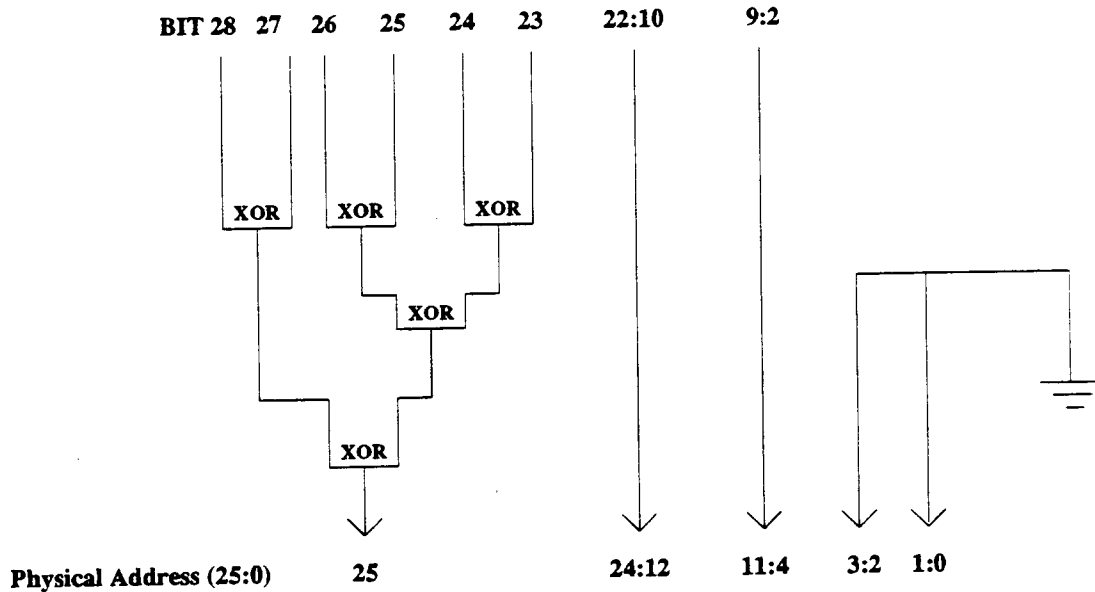 BIT 28 27 26 25 24 23 22:10 9:2
XOR XOR XOR
XOR
XOR
Physical Address (25:0) 25 24:12 11:4 3:2 1:0